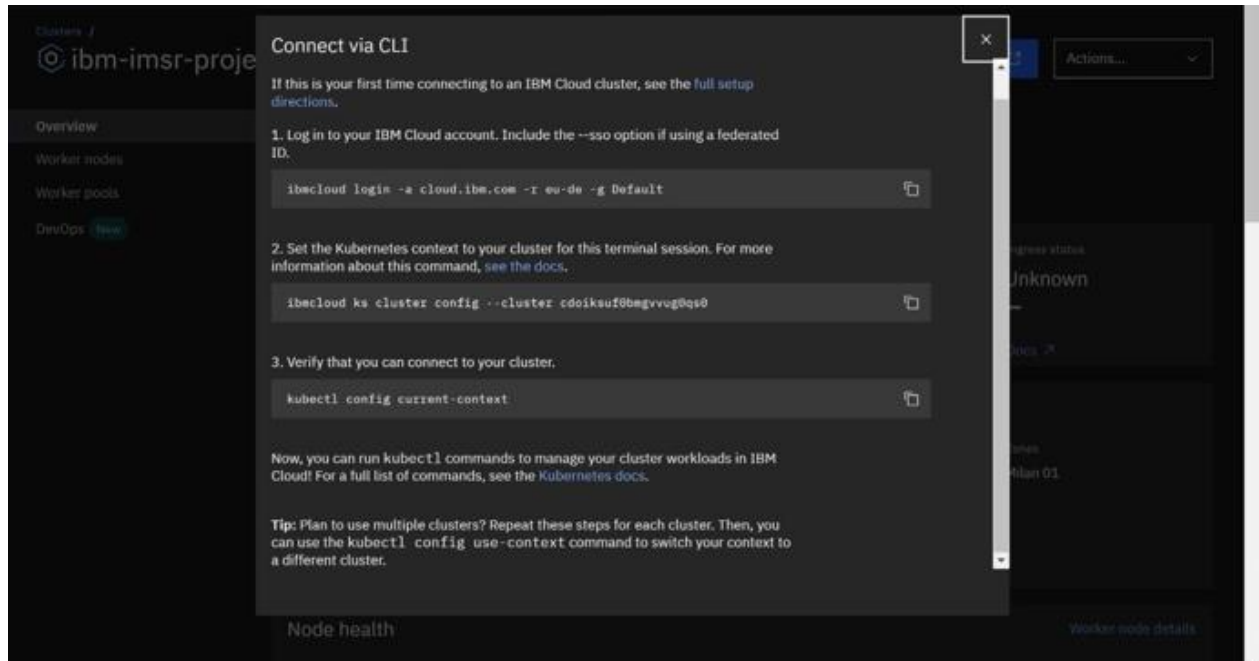 Clusters /
ibm-imsr-proje
Actions...
Overview
Worker nodes
Worker pools
DevOps New
Connect via CLI
If this is your first time connecting to an IBM Cloud cluster, see the full setup
directions.
1. Log in to your IBM Cloud account. Include the --sso option if using a federated
ID.
ibmcloud login -a cloud.ibm.com -r eu-de -g Default
2. Set the Kubernetes context to your cluster for this terminal session. For more
information about this command, see the docs.
ibmcloud ks cluster config --cluster cdoiksuf0bmgvvug0qs0
3. Verify that you can connect to your cluster.
kubectl config current-context
Now, you can run kubectl commands to manage your cluster workloads in IBM
Cloud! For a full list of commands, see the Kubernetes docs.
Tip: Plan to use multiple clusters? Repeat these steps for each cluster. Then, you
can use the kubectl config use-context command to switch your context to
a different cluster.
status
Unknown
Milan 01
Node health
Worker node details